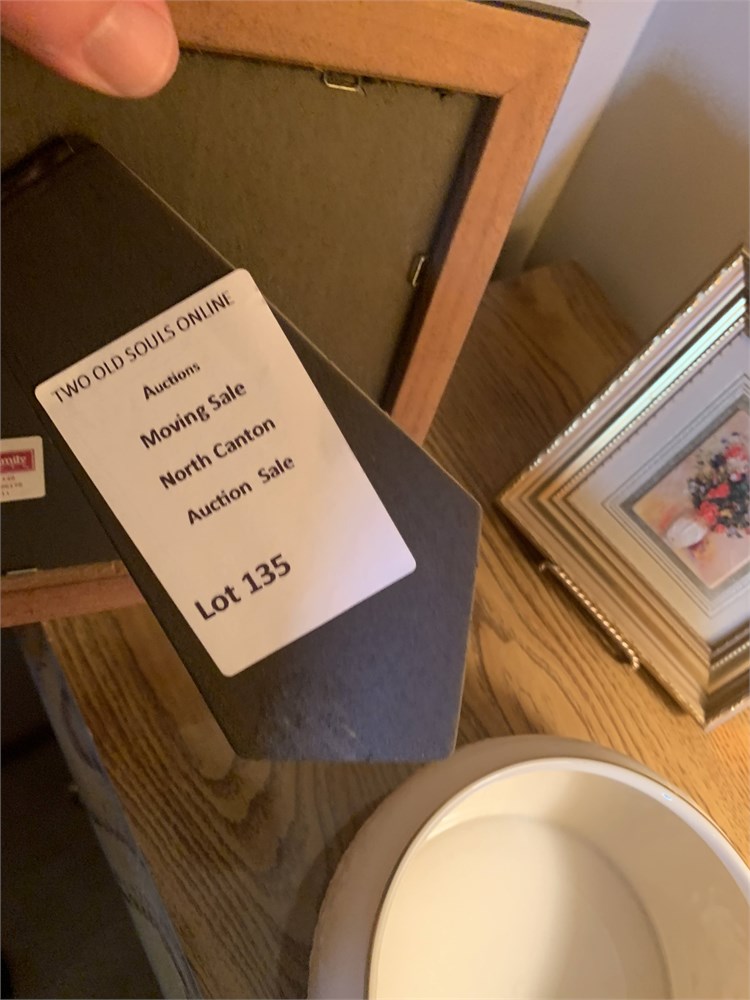 TWO OLD SOULS ONLINE
Auctions
Moving Sale
North Canton
Auction Sale
Lot 135